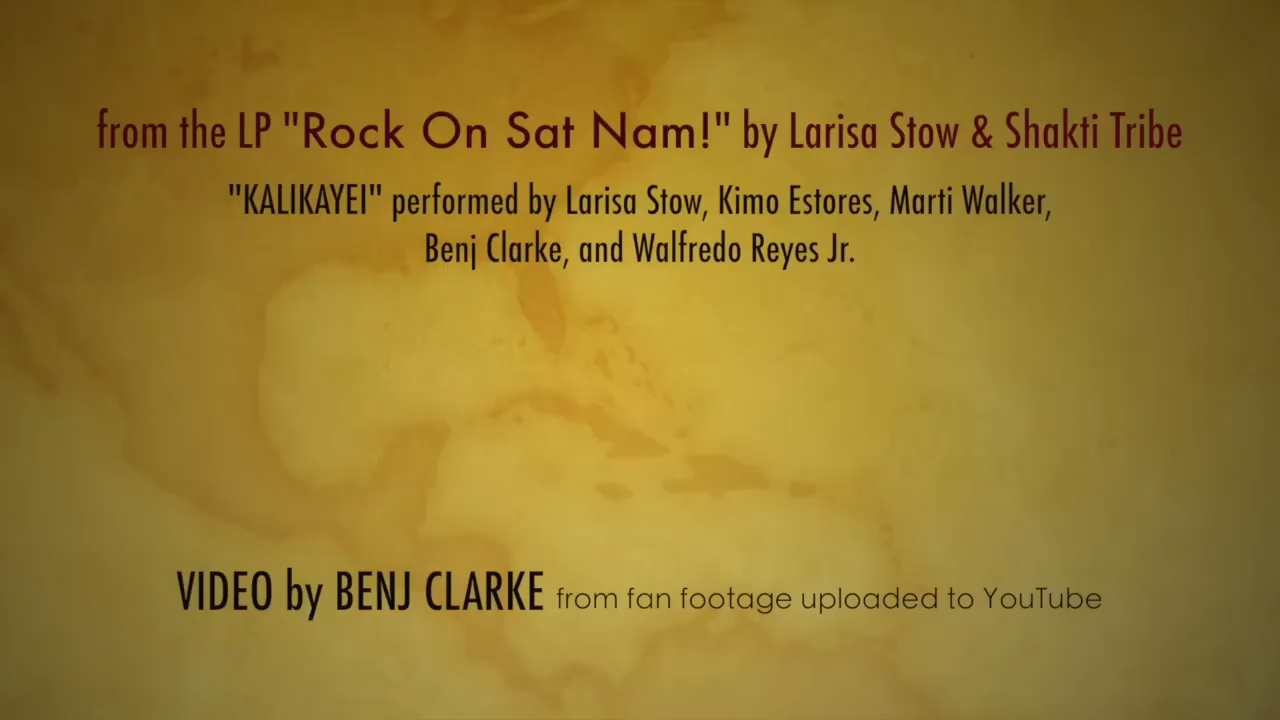 from the LP "Rock On Sat Nam!" by Larisa Stow & Shakti Tribe
"KALIKAYEI" performed by Larisa Stow, Kimo Estores, Marti Walker,
Benj Clarke, and Walfredo Reyes Jr.
VIDEO by BENJ CLARKE from fan footage uploaded to YouTube